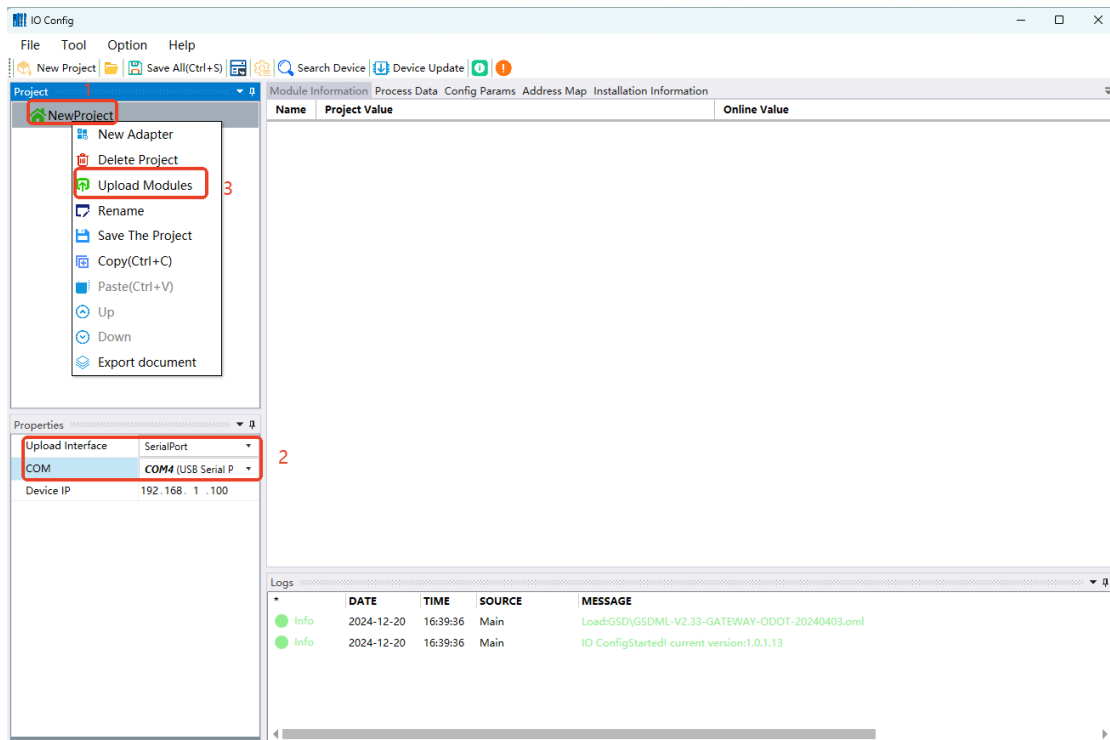 IO Config
File Tool Option Help
New Project Save All(Ctrl+S) Search Device Device Update
Project 1
NewProject
New Adapter
Delete Project
Upload Modules 3
Rename
Save The Project
Copy(Ctrl+C)
Paste(Ctrl+V)
Up
Down
Export document
Properties
Upload Interface SerialPort
COM COM4 (USB Serial P
2
Device IP 192.168. 1 .100
Module Information Process Data Config Params Address Map Installation Information
Name Project Value Online Value
Logs
* DATE TIME SOURCE MESSAGE
Info 2024-12-20 16:39:36 Main Load:GSD\GSDML-V2.33-GATEWAY-ODOT-20240403.oml
Info 2024-12-20 16:39:36 Main IO ConfigStarted! current version:1.0.1.13